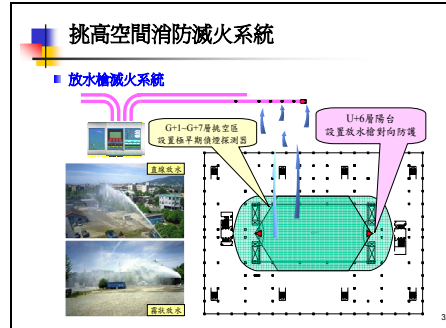 挑高空間消防滅火系統
放水槍滅火系統
G+1~G+7層挑空區
設置極早期偵煙探測器
U+6層陽台
設置放水槍對向防護
直線放水
霧狀放水
3